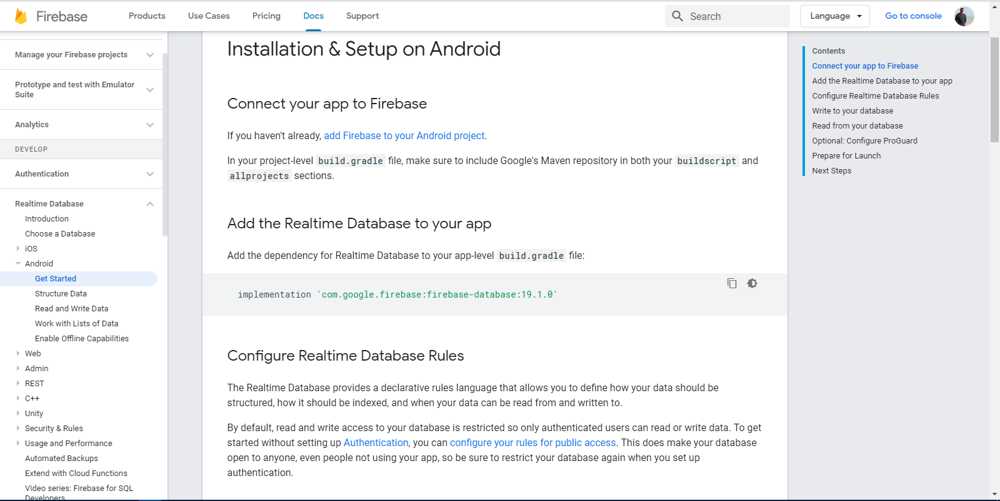 Firebase
Products
Use Cases
Pricing
Docs
Support
Search
Language
Go to console
Manage your Firebase projects
Prototype and test with Emulator
Suite
Analytics
DEVELOP
Authentication
Realtime Database
Introduction
Choose a Database
iOS
Android
Get Started
Structure Data
Read and Write Data
Work with Lists of Data
Enable Offline Capabilities
Web
Admin
REST
C++
Unity
Security & Rules
Usage and Performance
Automated Backups
Extend with Cloud Functions
Video series: Firebase for SQL
Developers
Installation & Setup on Android
Connect your app to Firebase
If you haven't already, add Firebase to your Android project.
In your project-level build.gradle file, make sure to include Google's Maven repository in both your buildscript and
allprojects sections.
Add the Realtime Database to your app
Add the dependency for Realtime Database to your app-level build.gradle file:
implementation 'com.google.firebase:firebase-database:19.1.0'
Configure Realtime Database Rules
The Realtime Database provides a declarative rules language that allows you to define how your data should be
structured, how it should be indexed, and when your data can be read from and written to.
By default, read and write access to your database is restricted so only authenticated users can read or write data. To get
started without setting up Authentication, you can configure your rules for public access. This does make your database
open to anyone, even people not using your app, so be sure to restrict your database again when you set up
authentication.
Contents
Connect your app to Firebase
Add the Realtime Database to your app
Configure Realtime Database Rules
Write to your database
Read from your database
Optional: Configure ProGuard
Prepare for Launch
Next Steps